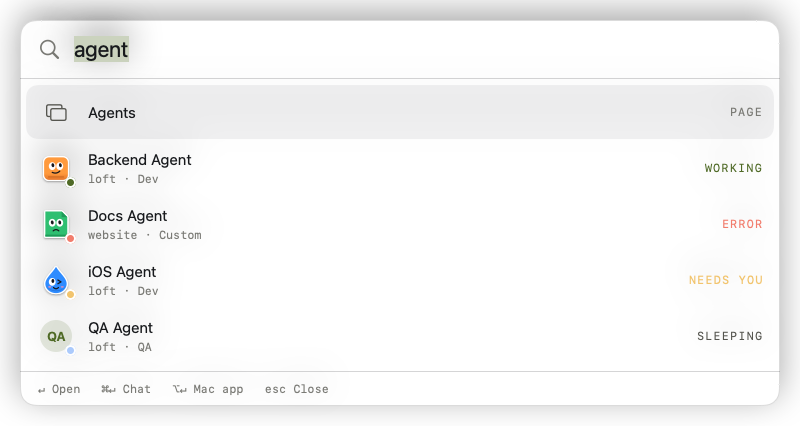 agent
Agents PAGE
Backend Agent
loft · Dev
WORKING
Docs Agent
website · Custom
ERROR
iOS Agent
loft · Dev
NEEDS YOU
QA
QA Agent
loft · QA
SLEEPING
↵ Open ⌘↵ Chat ⌥↵ Mac app esc Close